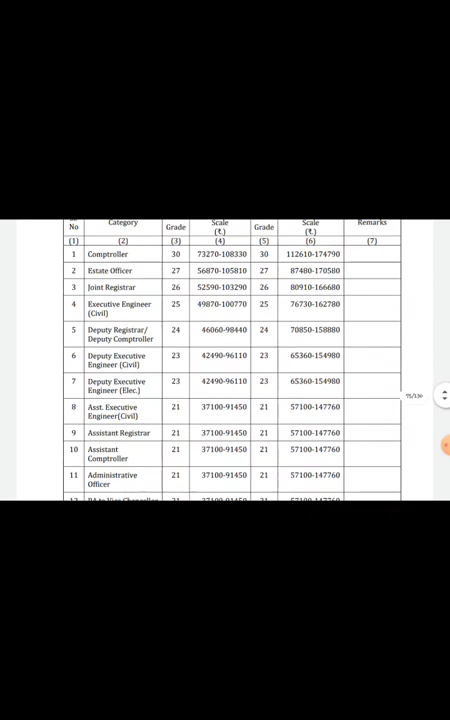 No Category Grade Scale (₹.) Grade Scale (₹.) Remarks
(1) (2) (3) (4) (5) (6) (7)
1 Comptroller 30 73270-108330 30 112610-174790
2 Estate Officer 27 56870-105810 27 87480-170580
3 Joint Registrar 26 52590-103290 26 80910-166680
4 Executive Engineer (Civil) 25 49870-100770 25 76730-162780
5 Deputy Registrar/ Deputy Comptroller 24 46060-98440 24 70850-158880
6 Deputy Executive Engineer (Civil) 23 42490-96110 23 65360-154980
7 Deputy Executive Engineer (Elec.) 23 42490-96110 23 65360-154980
8 Asst. Executive Engineer(Civil) 21 37100-91450 21 57100-147760
9 Assistant Registrar 21 37100-91450 21 57100-147760
10 Assistant Comptroller 21 37100-91450 21 57100-147760
11 Administrative Officer 21 37100-91450 21 57100-147760
12 PA to Vice Chancellor 21 37100-91450 21 57100-147760
75/130